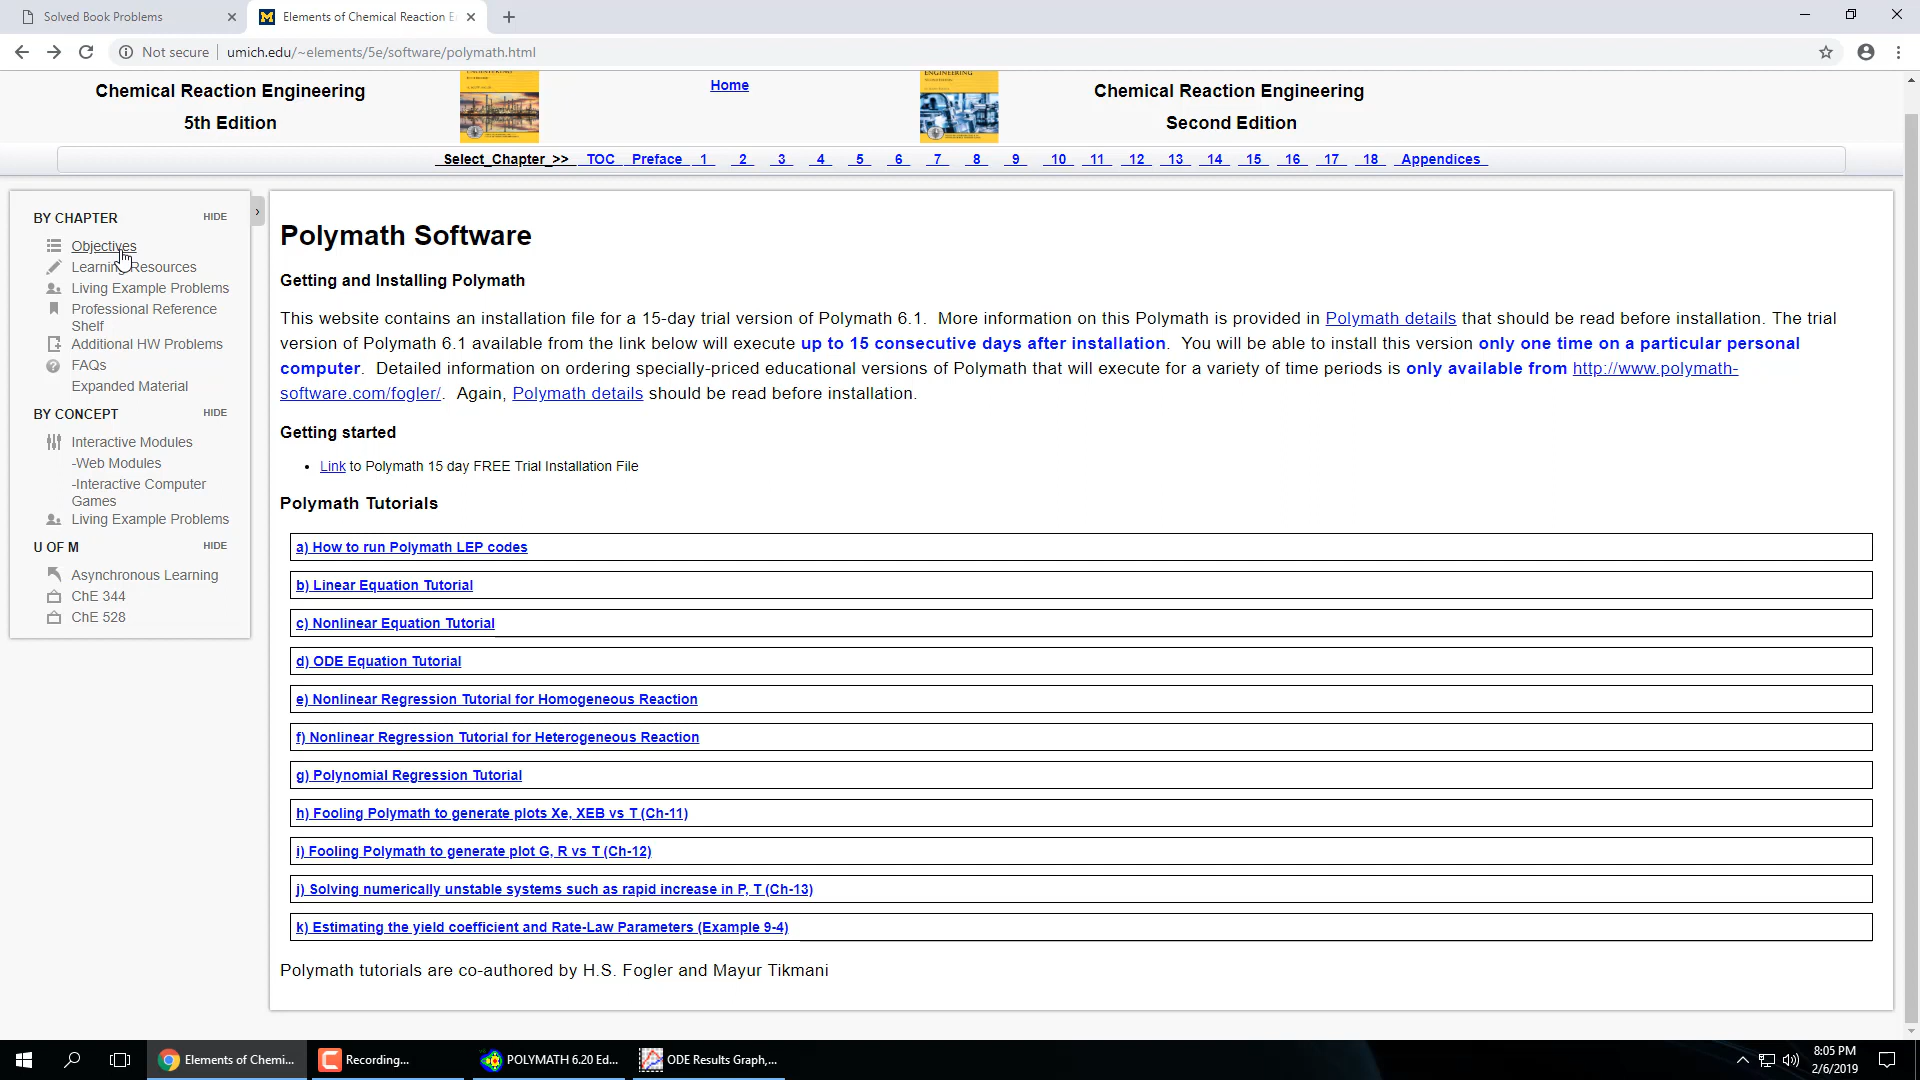 Solved Book Problems
Elements of Chemical Reaction E
Not secure
umich.edu/~elements/5e/software/polymath.html
Chemical Reaction Engineering
5th Edition
Home
ENGINEERING
Chemical Reaction Engineering
Second Edition
Select_Chapter_>> TOC Preface 1 2 3 4 5 6 7 8 9 10 11 12 13 14 15 16 17 18 Appendices
BY CHAPTER HIDE
Objectives
Learning Resources
Living Example Problems
Professional Reference
Shelf
Additional HW Problems
FAQs
Expanded Material
BY CONCEPT HIDE
Interactive Modules
-Web Modules
-Interactive Computer
Games
Living Example Problems
U OF M HIDE
Asynchronous Learning
ChE 344
ChE 528
Polymath Software
Getting and Installing Polymath
This website contains an installation file for a 15-day trial version of Polymath 6.1. More information on this Polymath is provided in Polymath details that should be read before installation. The trial
version of Polymath 6.1 available from the link below will execute up to 15 consecutive days after installation. You will be able to install this version only one time on a particular personal
computer. Detailed information on ordering specially-priced educational versions of Polymath that will execute for a variety of time periods is only available from http://www.polymath-
software.com/fogler/. Again, Polymath details should be read before installation.
Getting started
• Link to Polymath 15 day FREE Trial Installation File
Polymath Tutorials
a) How to run Polymath LEP codes
b) Linear Equation Tutorial
c) Nonlinear Equation Tutorial
d) ODE Equation Tutorial
e) Nonlinear Regression Tutorial for Homogeneous Reaction
f) Nonlinear Regression Tutorial for Heterogeneous Reaction
g) Polynomial Regression Tutorial
h) Fooling Polymath to generate plots Xe, XEB vs T (Ch-11)
i) Fooling Polymath to generate plot G, R vs T (Ch-12)
j) Solving numerically unstable systems such as rapid increase in P, T (Ch-13)
k) Estimating the yield coefficient and Rate-Law Parameters (Example 9-4)
Polymath tutorials are co-authored by H.S. Fogler and Mayur Tikmani
Elements of Chemi...
Recording...
POLYMATH 6.20 Ed...
ODE Results Graph,...
8:05 PM
2/6/2019